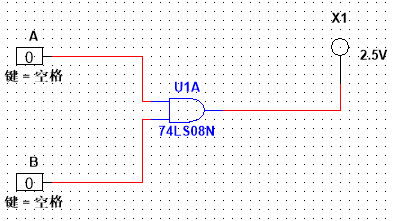 X1
A
0
2.5V
键 = 空格
U1A
74LS08N
B
0
键 = 空格